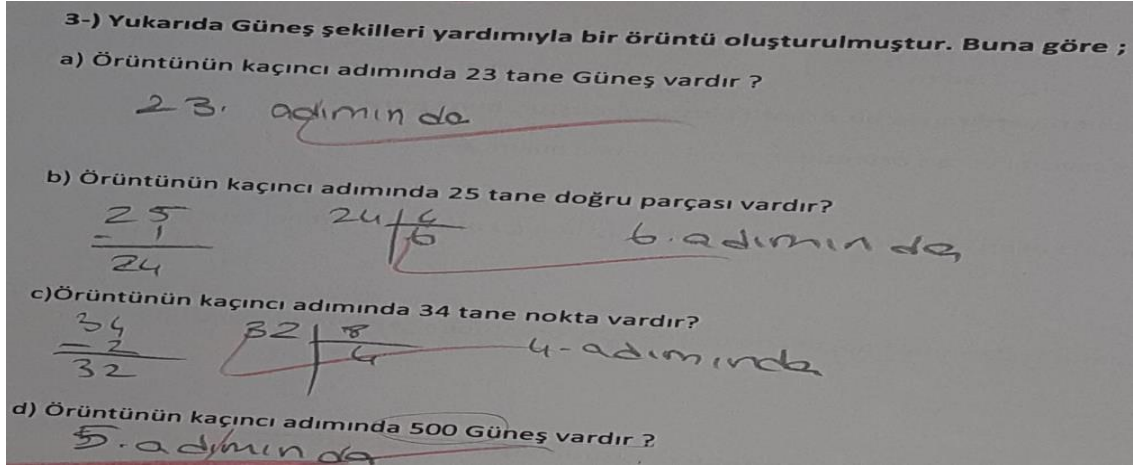 3-) Yukarıda Güneş şekilleri yardımıyla bir örüntü oluşturulmuştur. Buna göre ;
a) Örüntünün kaçıncı adımında 23 tane Güneş vardır ?
23. adımında
b) Örüntünün kaçıncı adımında 25 tane doğru parçası vardır?
25 24 4
- 1 6 6. adımında
24
c)Örüntünün kaçıncı adımında 34 tane nokta vardır?
34 32 8
- 2 4 4-adımında
32
d) Örüntünün kaçıncı adımında 500 Güneş vardır ?
5. adımında